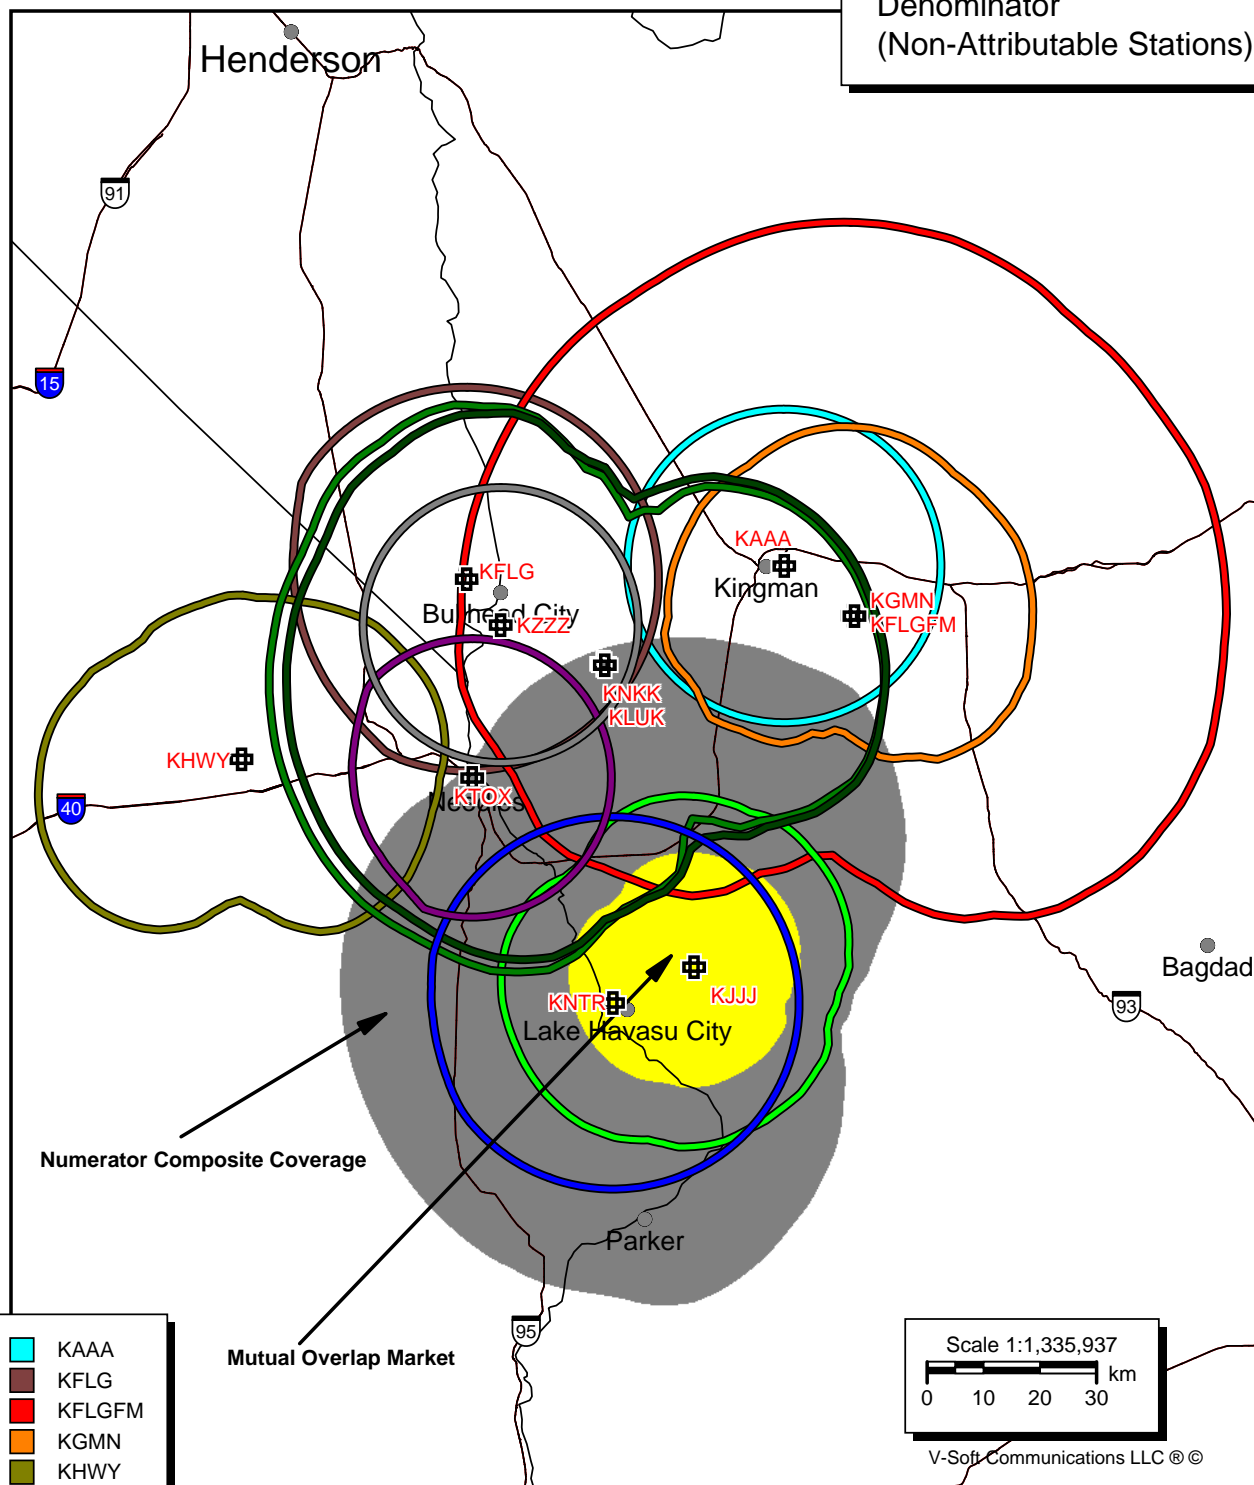 Denominator
(Non-Attributable Stations)
Henderson
91
15
KAAA
KFLG
Kingman
KGMN
KFLGFM
Bullhead City
KZZZ
KNKK
KLUK
KHWY
Needles
KTOX
40
Bagdad
KJJJ
KNTR
93
Lake Havasu City
Numerator Composite Coverage
Parker
95
Mutual Overlap Market
KAAA
KFLG
KFLGFM
KGMN
KHWY
Scale 1:1,335,937
km
0 10 20 30
V-Soft Communications LLC ® ©